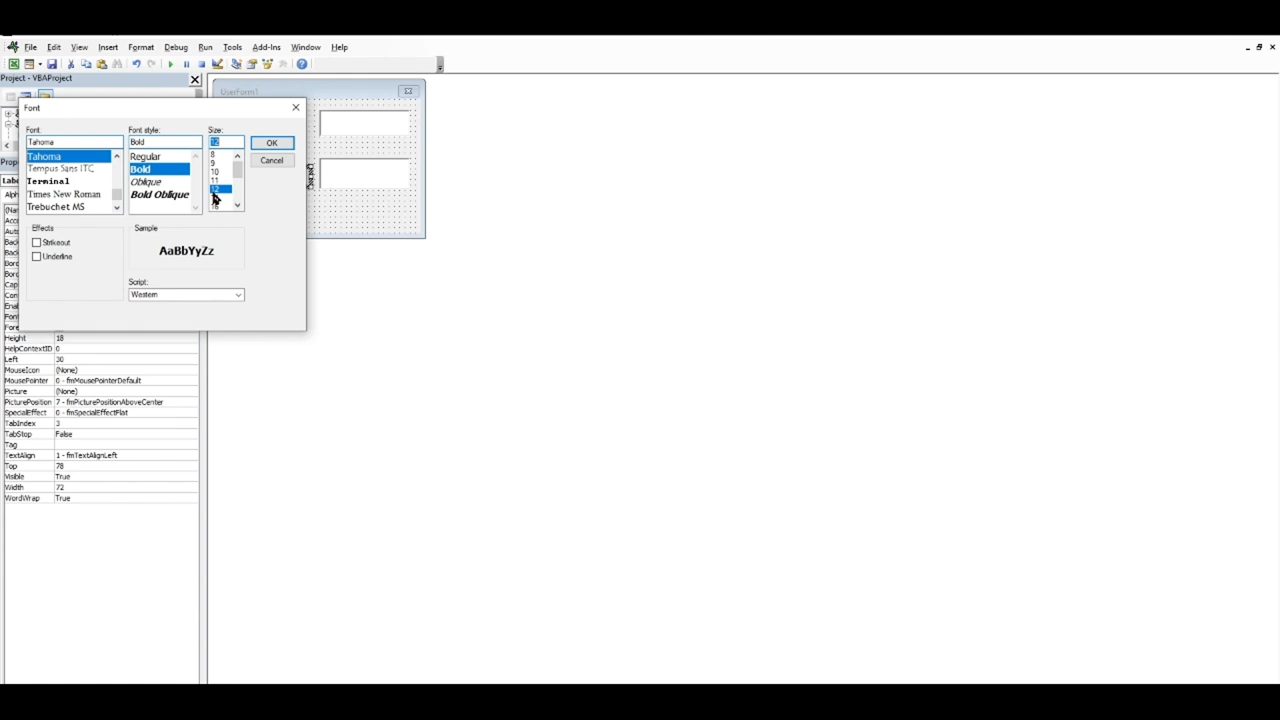 File Edit View Insert Format Debug Run Tools Add-Ins Window Help
Project - VBAProject
UserForm1
Font
Font: Font style: Size:
Tahoma Bold 12 OK
Tahoma Regular 8
Tempus Sans ITC Bold 9
Terminal Oblique 10
Times New Roman Bold Oblique 11
Trebuchet MS 12
Cancel
Effects Sample
Strikeout
Underline
AaBbYyZz
Script:
Western
Height 18
HelpContextID 0
Left 30
MouseIcon (None)
MousePointer 0 - fmMousePointerDefault
Picture (None)
PicturePosition 7 - fmPicturePositionAboveCenter
SpecialEffect 0 - fmSpecialEffectFlat
TabIndex 3
TabStop False
Tag
TextAlign 1 - fmTextAlignLeft
Top 78
Visible True
Width 72
WordWrap True